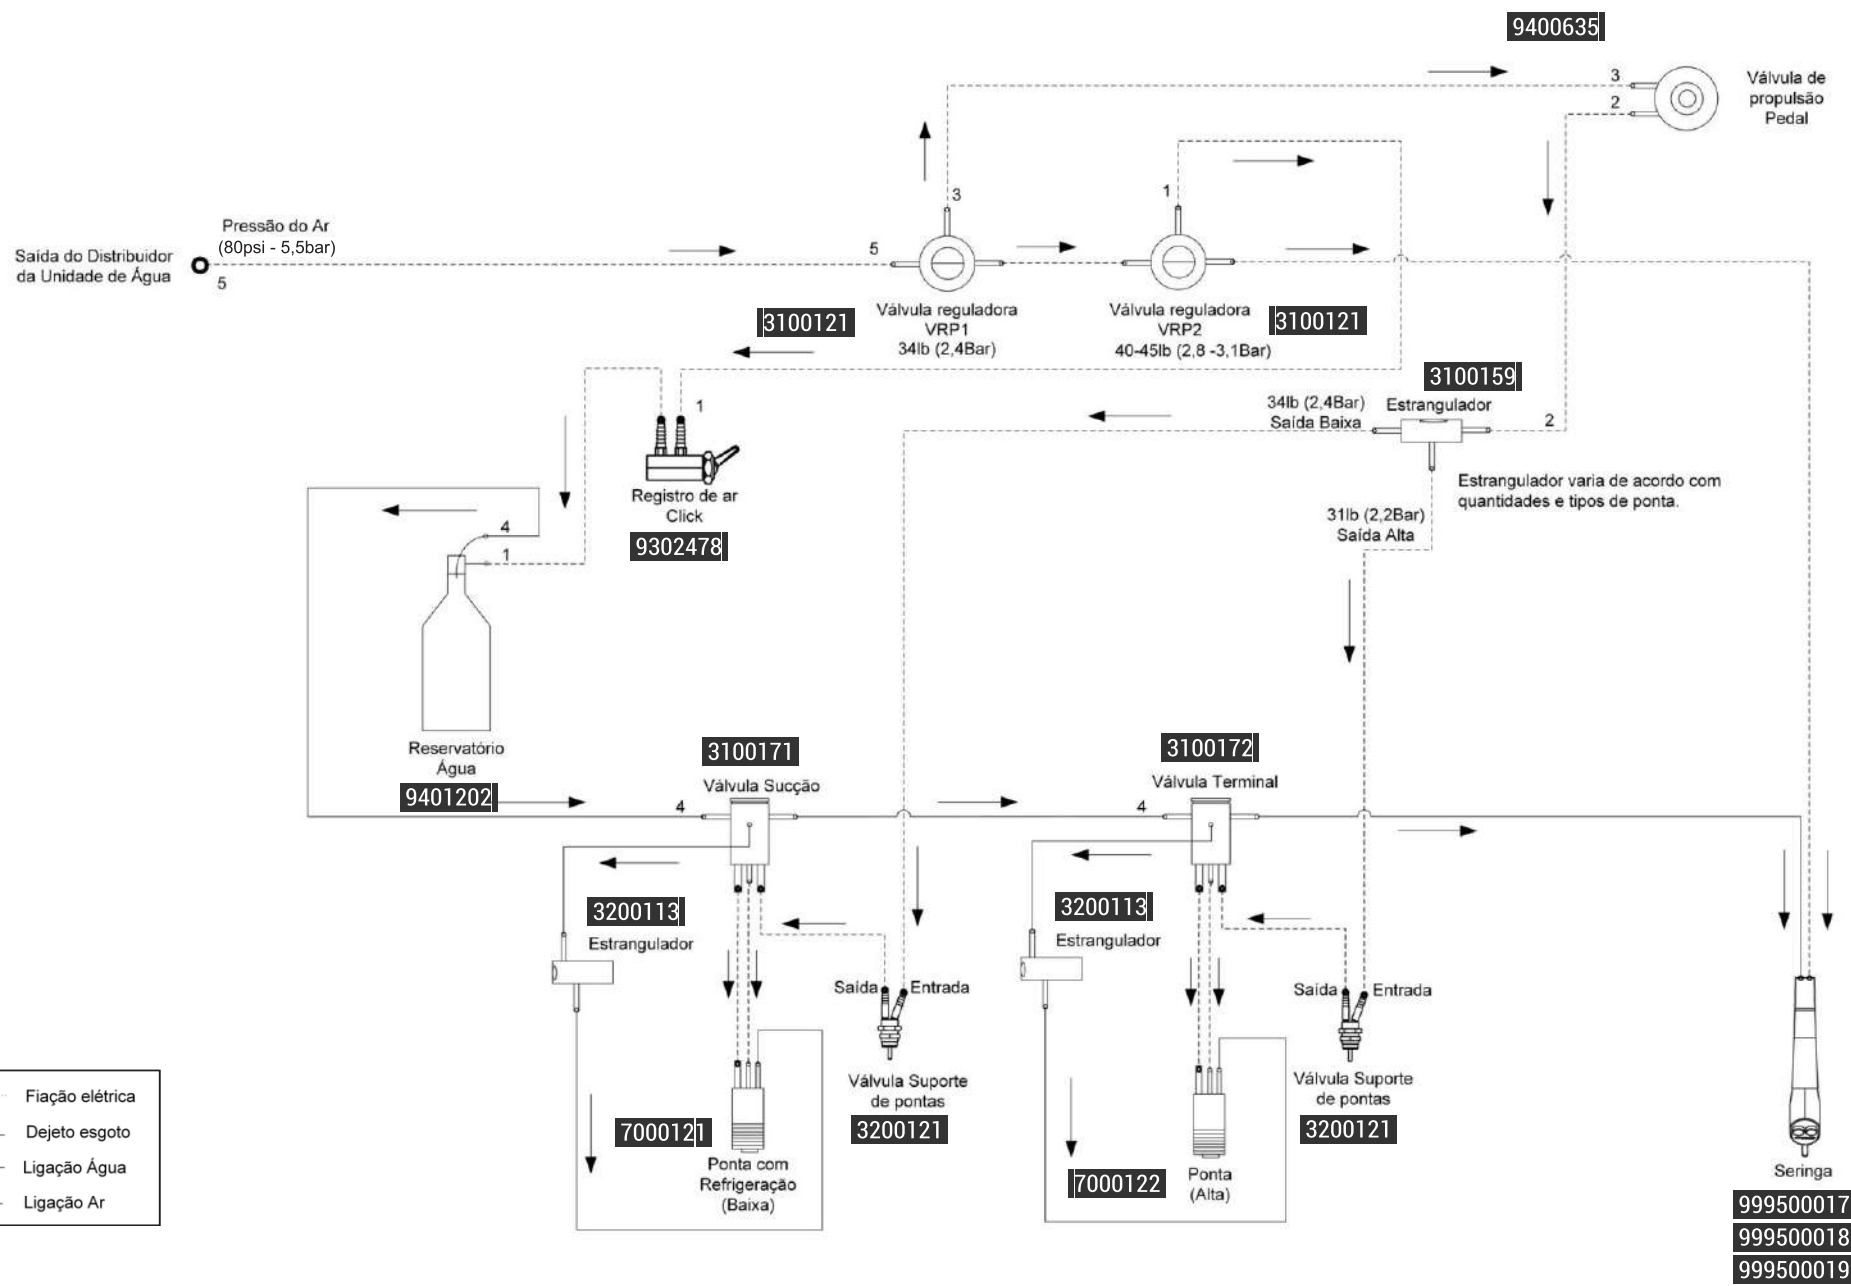 9400635
3
2
Válvula de
propulsão
Pedal
1
3
Pressão do Ar
(80psi - 5,5bar)
Saída do Distribuidor
da Unidade de Água
5
5
3100121
Válvula reguladora
VRP1
34lb (2,4Bar)
Válvula reguladora
VRP2
40-45lb (2,8 -3,1Bar)
3100121
3100159
34lb (2,4Bar)
Saída Baixa
Estrangulador
2
1
Registro de ar
Click
9302478
Estrangulador varia de acordo com
quantidades e tipos de ponta.
31lb (2,2Bar)
Saída Alta
4
1
Reservatório
Água
9401202
3100171
Válvula Sucção
4
3100172
Válvula Terminal
4
3200113
Estrangulador
3200113
Estrangulador
Saída
Entrada
Saída
Entrada
Válvula Suporte
de pontas
3200121
Válvula Suporte
de pontas
3200121
7000121
Ponta com
Refrigeração
(Baixa)
7000122
Ponta
(Alta)
Seringa
999500017
999500018
999500019
Fiação elétrica
Dejeto esgoto
Ligação Água
Ligação Ar